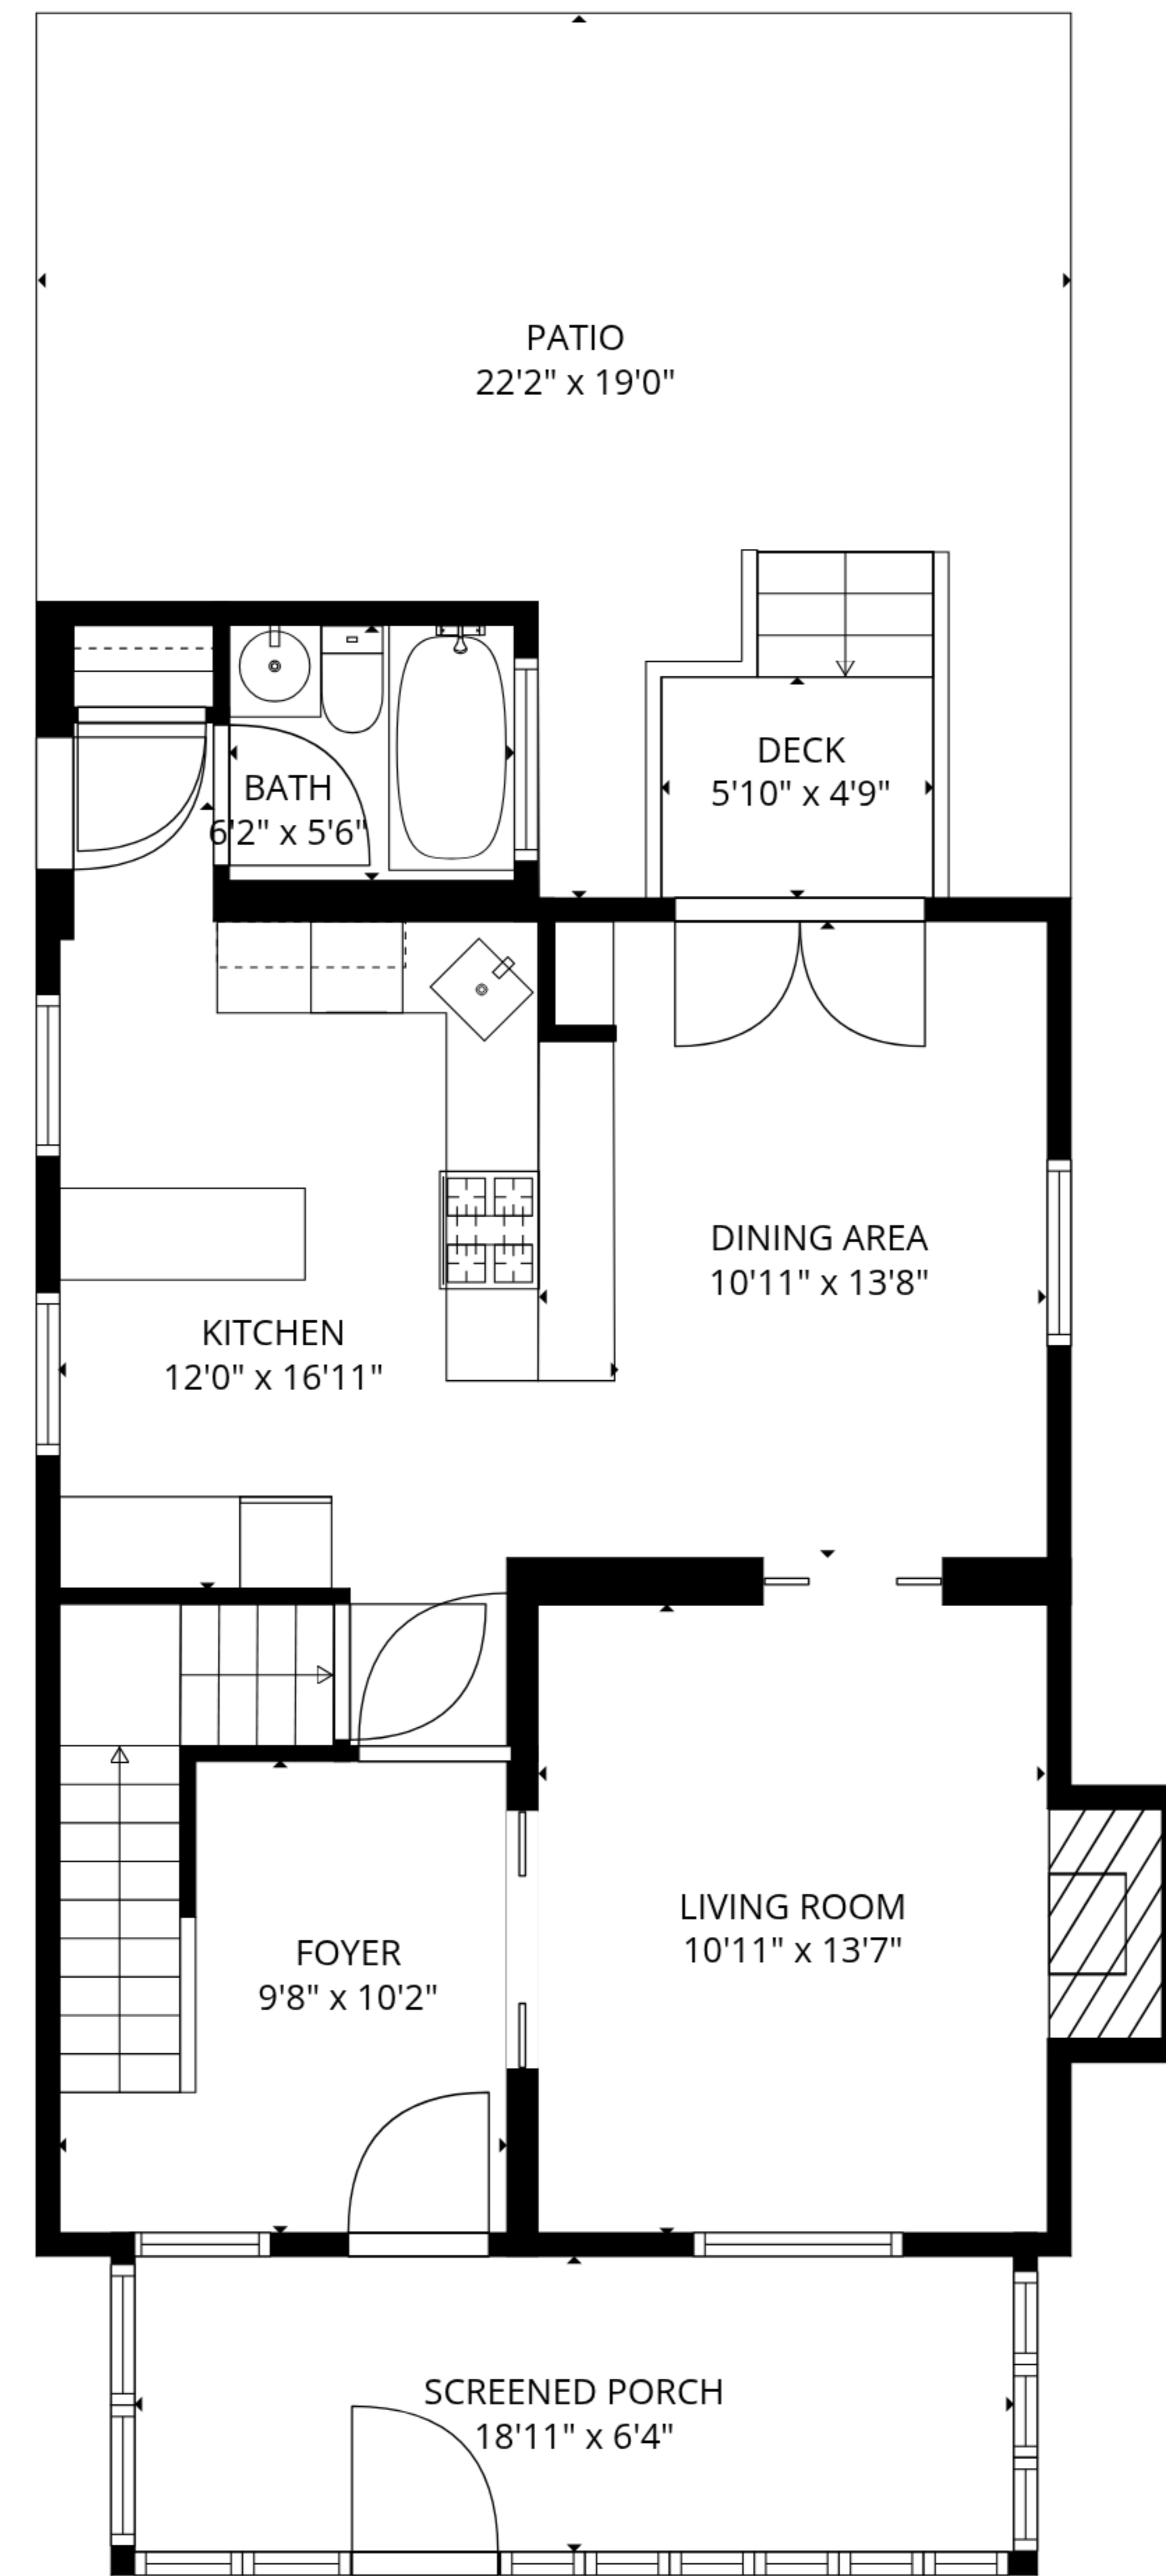 PATIO
22'2" x 19'0"
DECK
5'10" x 4'9"
BATH
6'2" x 5'6"
DINING AREA
10'11" x 13'8"
KITCHEN
12'0" x 16'11"
LIVING ROOM
10'11" x 13'7"
FOYER
9'8" x 10'2"
SCREENED PORCH
18'11" x 6'4"